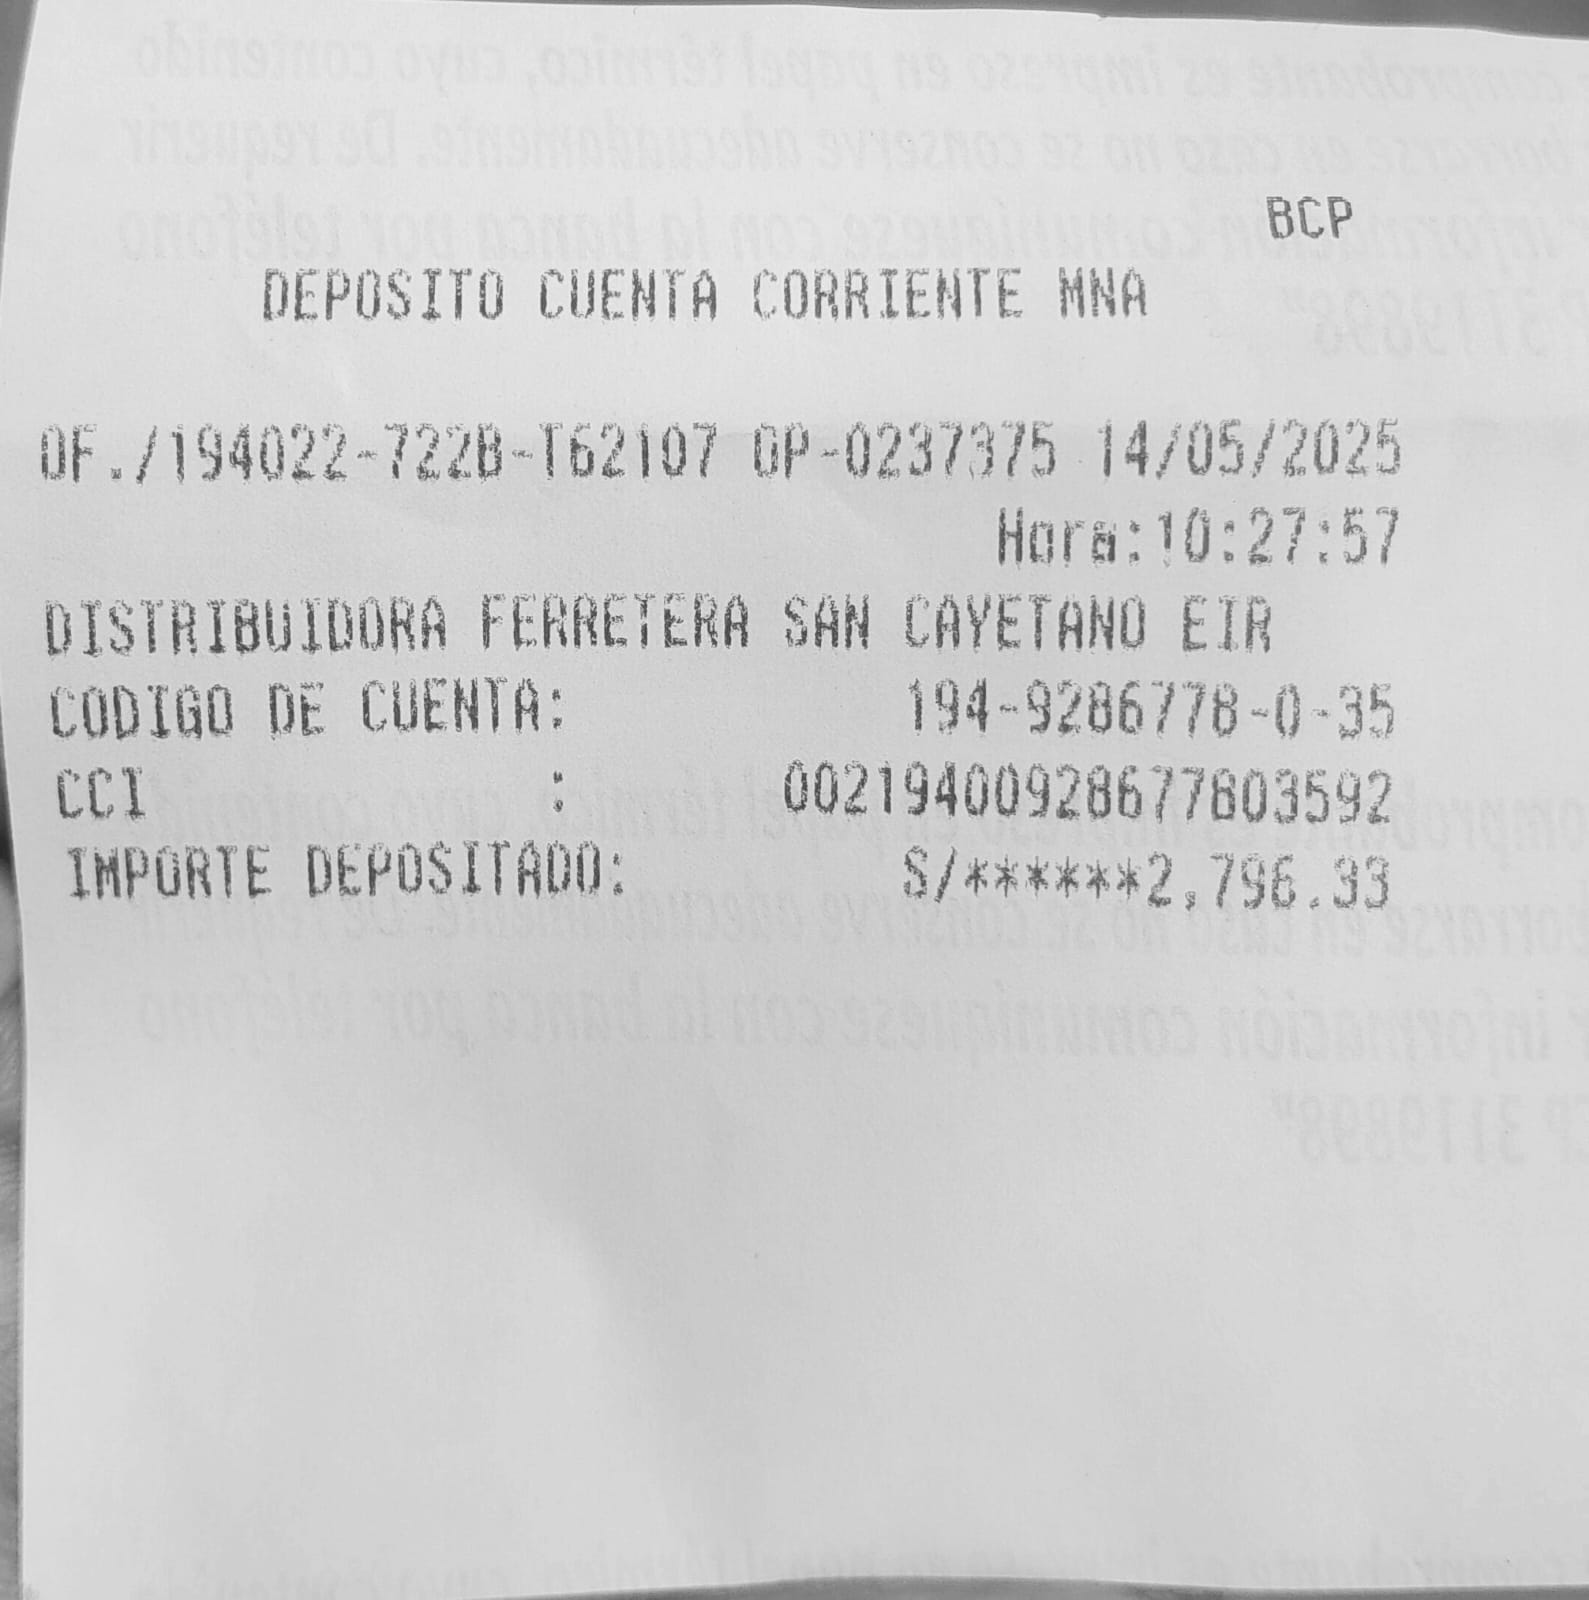 BCP
DEPOSITO CUENTA CORRIENTE MNA
OF./194022-722B-T62107 OP-0237375 14/05/2025
Hora:10:27:57
DISTRIBUIDORA FERRETERA SAN CAYETANO EIR
CODIGO DE CUENTA: 194-9286778-0-35
CCI : 00219400928677803592
IMPORTE DEPOSITADO: S/******2,796.33